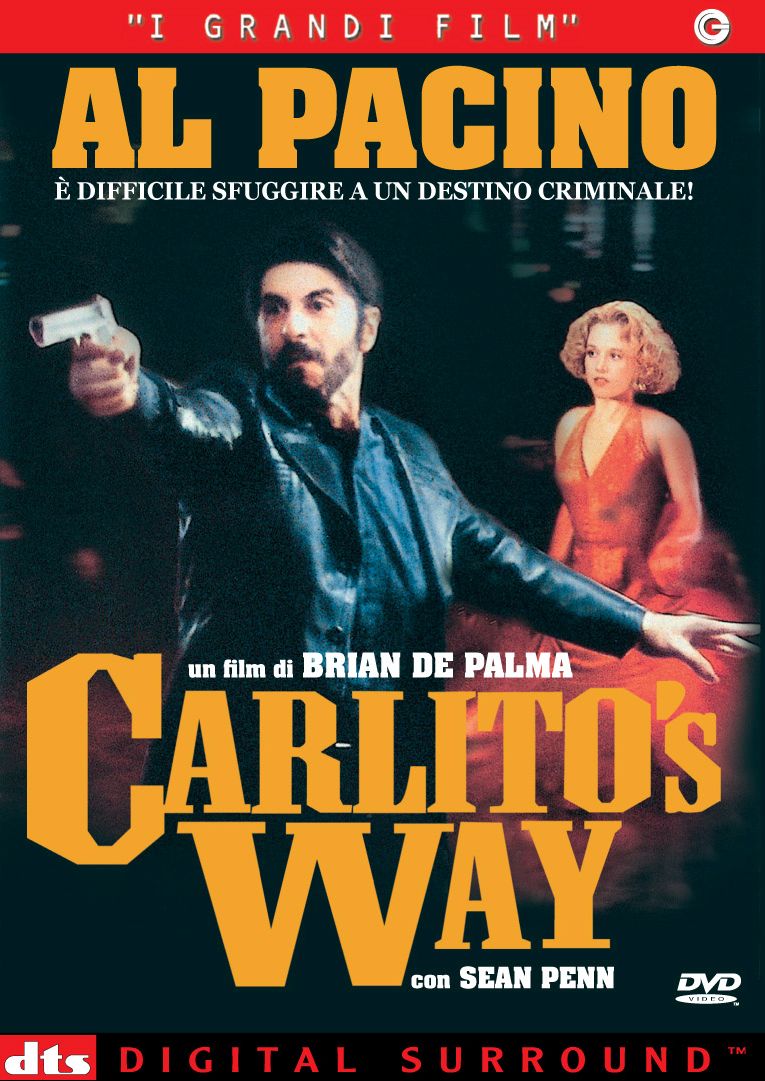 "I GRANDI FILM"
AL PACINO
È DIFFICILE SFUGGIRE A UN DESTINO CRIMINALE!
un film di BRIAN DE PALMA
CARLITO'S
WAY
con SEAN PENN
DVD
VIDEO
TM
dts DIGITAL SURROUND™